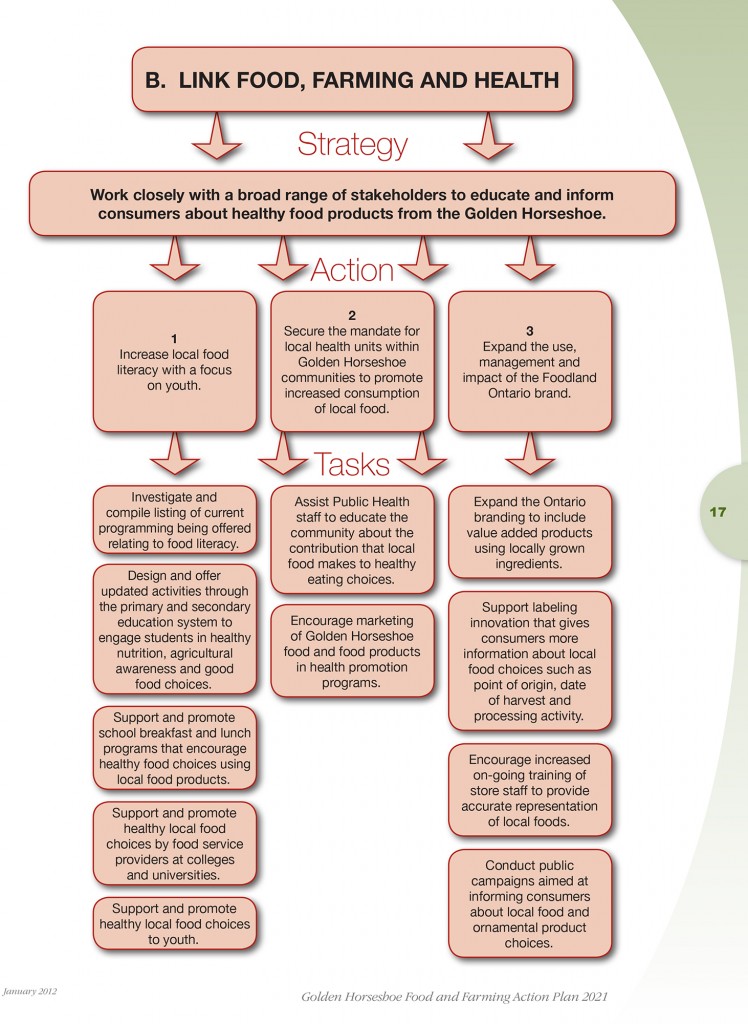 B. LINK FOOD, FARMING AND HEALTH
Strategy
Work closely with a broad range of stakeholders to educate and inform
consumers about healthy food products from the Golden Horseshoe.
Action
1
Increase local food
literacy with a focus
on youth.
2
Secure the mandate for
local health units within
Golden Horseshoe
communities to promote
increased consumption
of local food.
3
Expand the use,
management and
impact of the Foodland
Ontario brand.
Tasks
Investigate and
compile listing of current
programming being offered
relating to food literacy.
Design and offer
updated activities through
the primary and secondary
education system to
engage students in healthy
nutrition, agricultural
awareness and good
food choices.
Support and promote
school breakfast and lunch
programs that encourage
healthy food choices using
local food products.
Support and promote
healthy local food
choices by food service
providers at colleges
and universities.
Support and promote
healthy local food choices
to youth.
Assist Public Health
staff to educate the
community about the
contribution that local
food makes to healthy
eating choices.
Encourage marketing
of Golden Horseshoe
food and food products
in health promotion
programs.
Expand the Ontario
branding to include
value added products
using locally grown
ingredients.
Support labeling
innovation that gives
consumers more
information about local
food choices such as
point of origin, date
of harvest and
processing activity.
Encourage increased
on-going training of
store staff to provide
accurate representation
of local foods.
Conduct public
campaigns aimed at
informing consumers
about local food and
ornamental product
choices.
17
January 2012
Golden Horseshoe Food and Farming Action Plan 2021